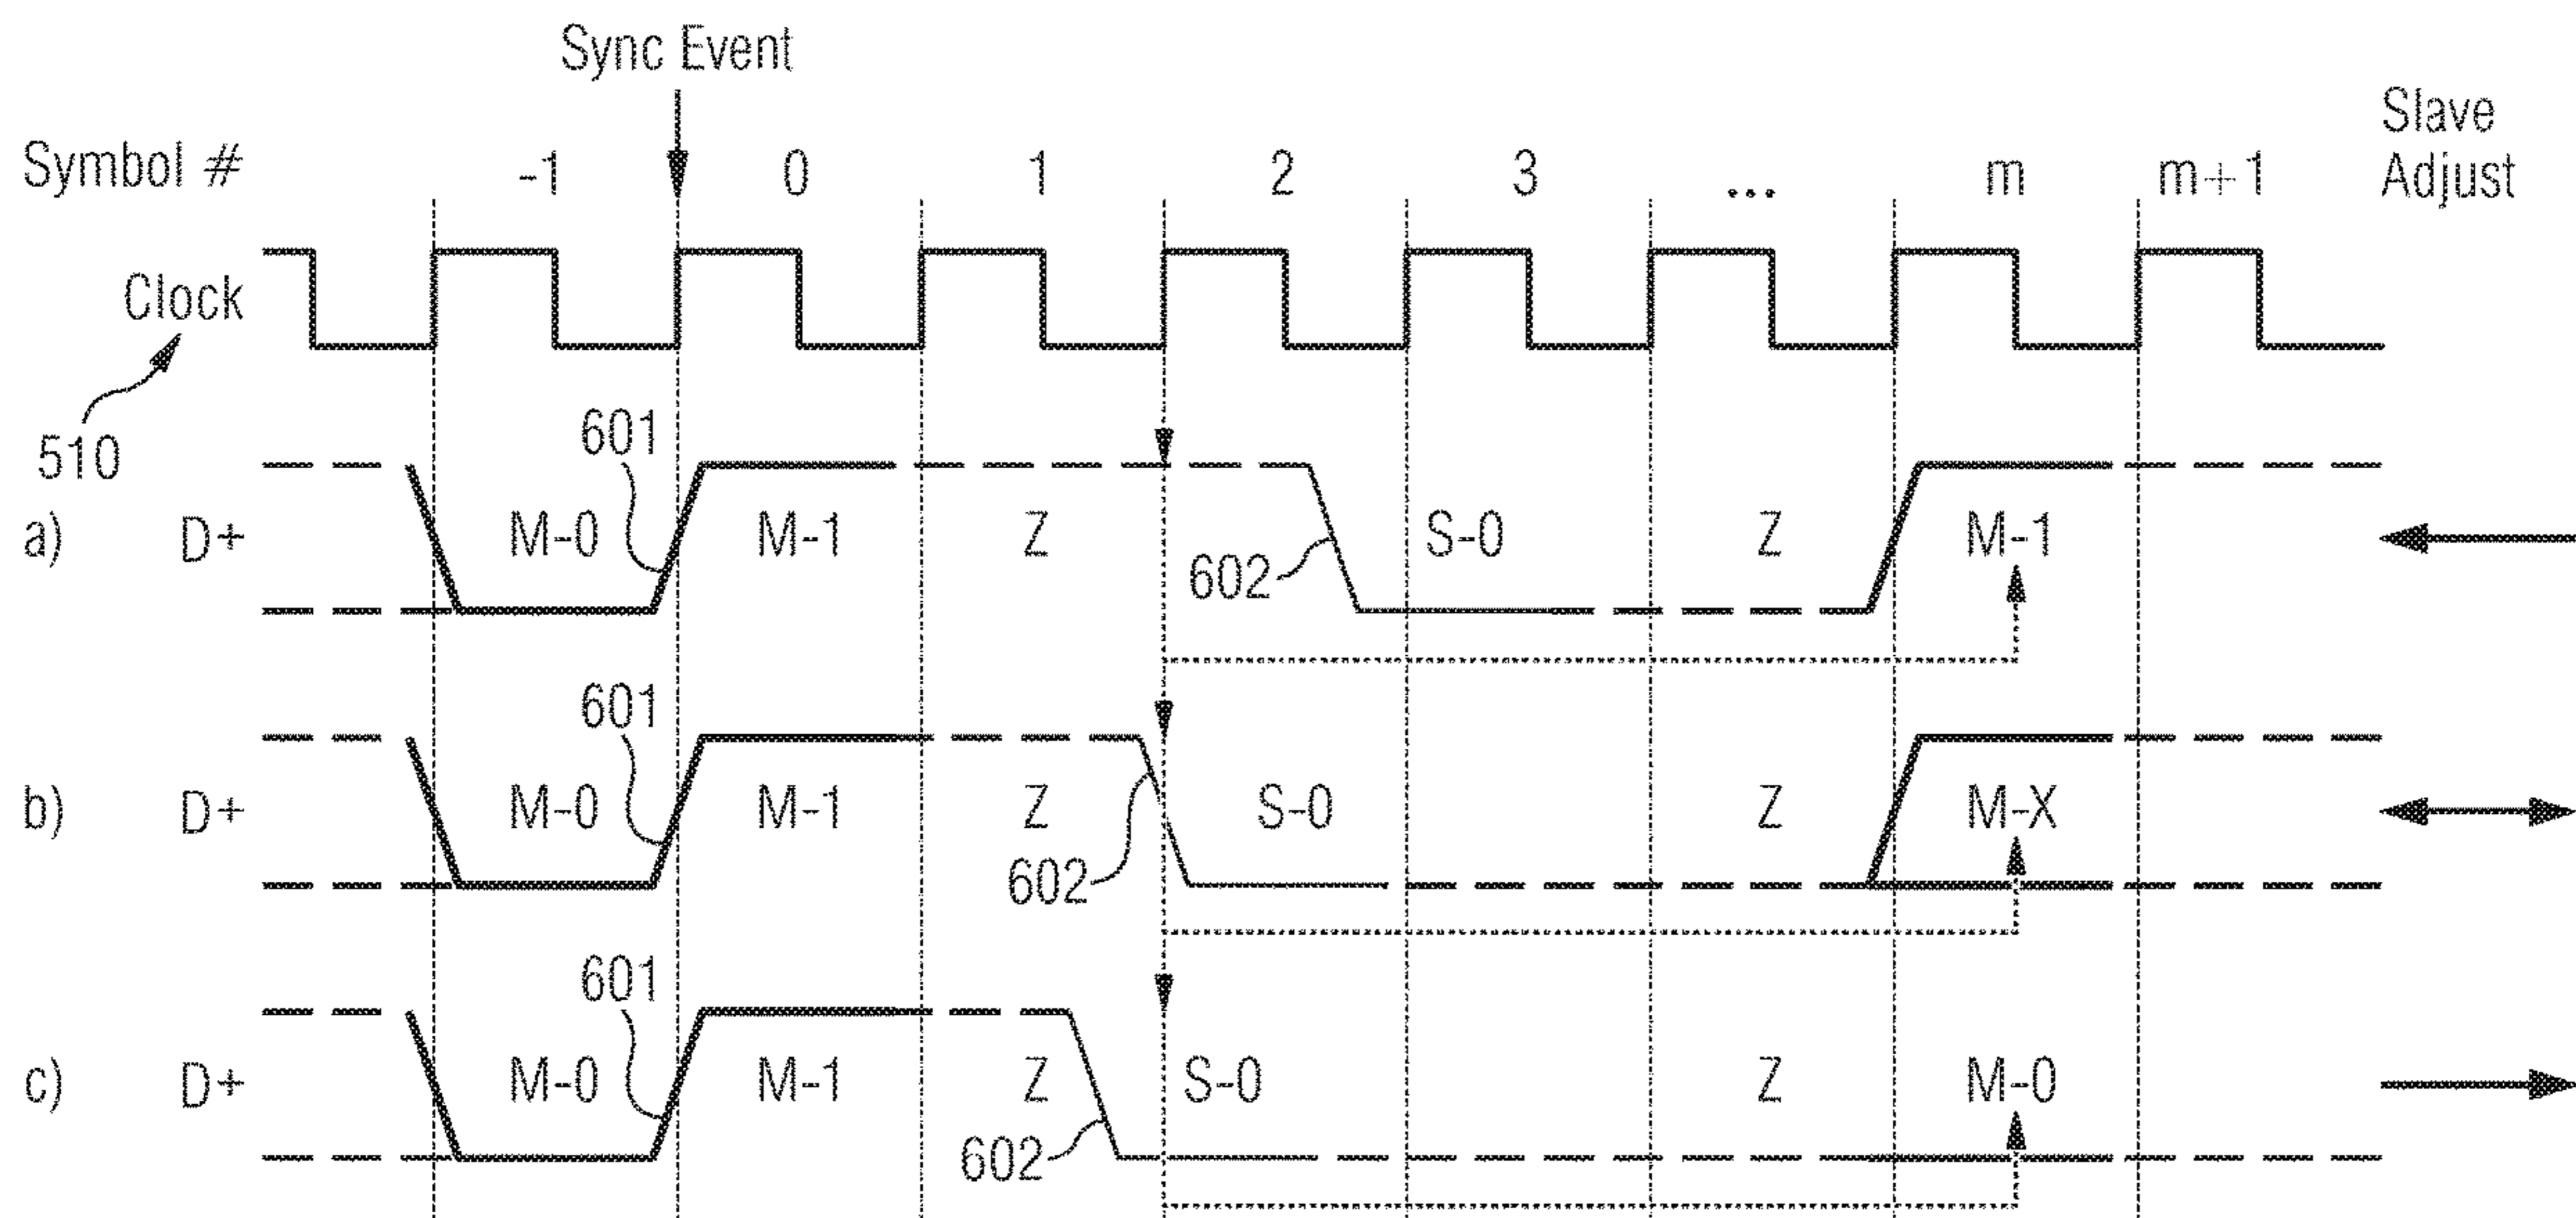 Sync Event
Symbol # -1 0 1 2 3 ... m m+1 Slave Adjust
Clock
510
601
a) D+ M-0 M-1 Z 602 S-0 Z M-1
601
b) D+ M-0 M-1 Z 602 S-0 Z M-X
601
c) D+ M-0 M-1 Z 602 S-0 Z M-0